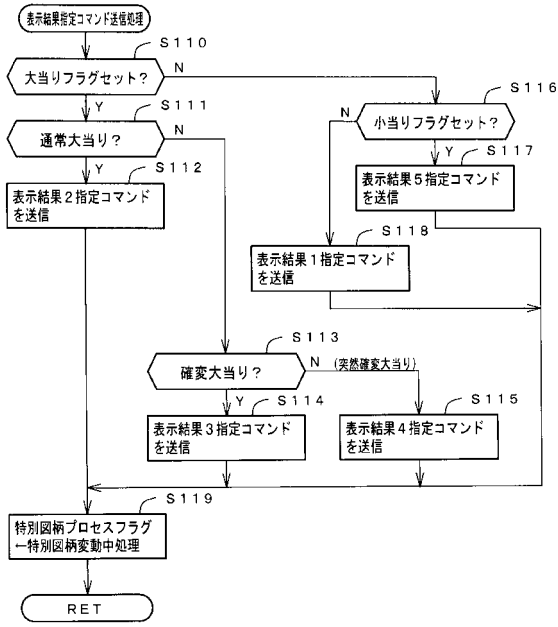 表示結果指定コマンド送信処理
S110
大当りフラグセット?
N
S116
Y
S111
小当りフラグセット?
N
通常大当り?
N
Y
S117
Y
S112
表示結果5指定コマンド
を送信
表示結果2指定コマンド
を送信
S118
表示結果1指定コマンド
を送信
S113
確変大当り?
N
(突然確変大当り)
Y
S114
S115
表示結果3指定コマンド
を送信
表示結果4指定コマンド
を送信
S119
特別図柄プロセスフラグ
←特別図柄変動中処理
RET